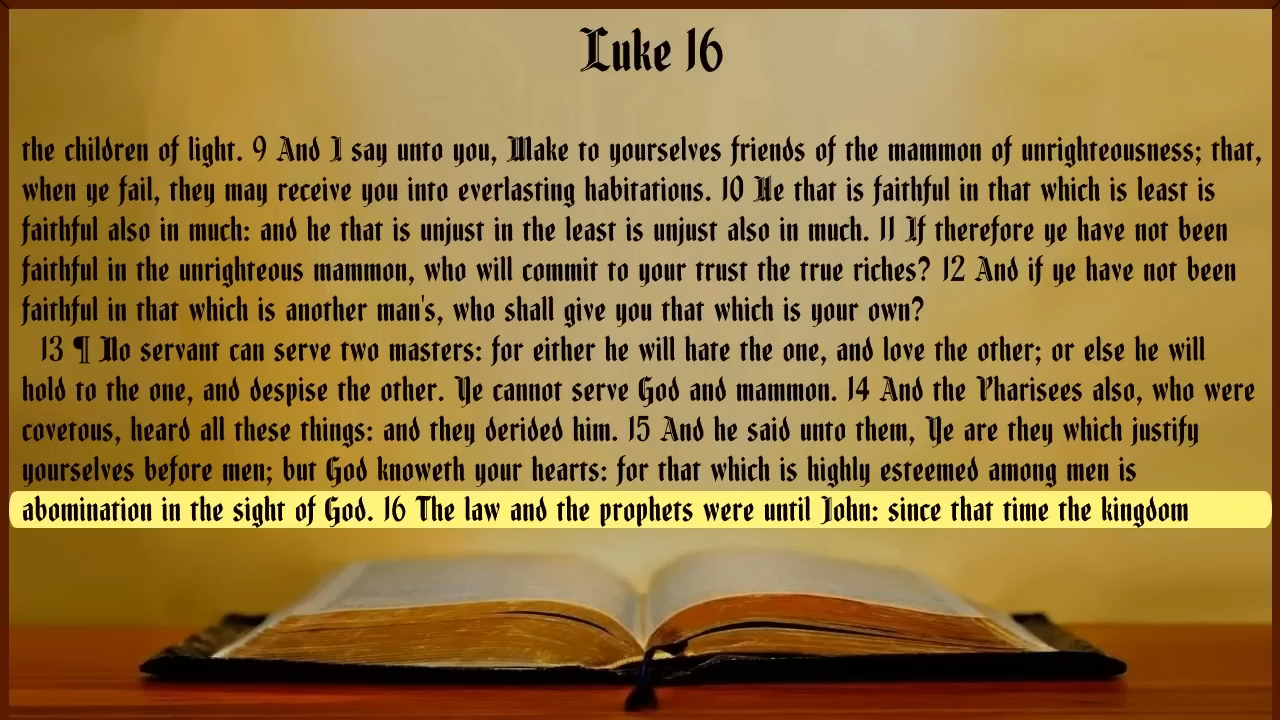 Luke 16
the children of light. 9 And I say unto you, Make to yourselves friends of the mammon of unrighteousness; that,
when ye fail, they may receive you into everlasting habitations. 10 He that is faithful in that which is least is
faithful also in much: and he that is unjust in the least is unjust also in much. 11 If therefore ye have not been
faithful in the unrighteous mammon, who will commit to your trust the true riches? 12 And if ye have not been
faithful in that which is another man's, who shall give you that which is your own?
13 ¶ No servant can serve two masters: for either he will hate the one, and love the other; or else he will
hold to the one, and despise the other. Ye cannot serve God and mammon. 14 And the Pharisees also, who were
covetous, heard all these things: and they derided him. 15 And he said unto them, Ye are they which justify
yourselves before men; but God knoweth your hearts: for that which is highly esteemed among men is
abomination in the sight of God. 16 The law and the prophets were until John: since that time the kingdom